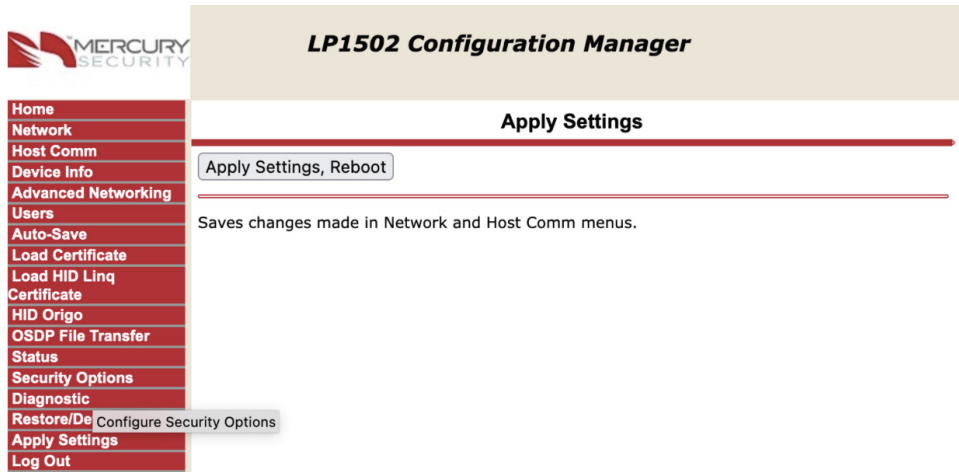 MERCURY
SECURITY
LP1502 Configuration Manager
Home
Network
Host Comm
Device Info
Advanced Networking
Users
Auto-Save
Load Certificate
Load HID Linq
Certificate
HID Origo
OSDP File Transfer
Status
Security Options
Diagnostic
Restore/De
Configure Security Options
Apply Settings
Log Out
Apply Settings
Apply Settings, Reboot
Saves changes made in Network and Host Comm menus.